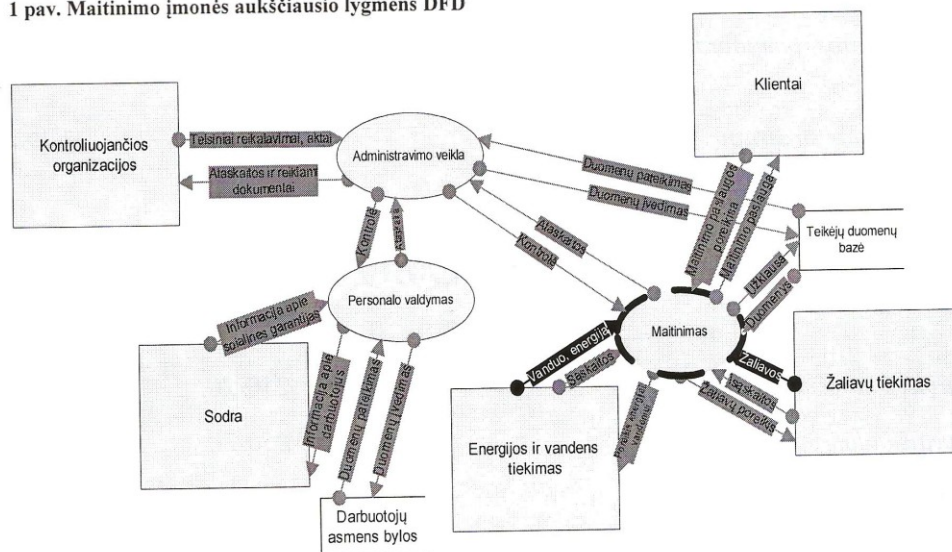 1 pav. Maitinimo įmonės aukščiausio lygmens DFD
Klientai
Kontroliuojančios
organizacijos
Teisiniai reikalavimai, aktai
Administravimo veikla
Ataskaitos ir reikiami
dokumentai
Duomenų pateikimas
Duomenų įvedimas
Maitinimo paslaugos
poreikis
Maitinimo paslauga
Teikėjų duomenų
bazė
Kontrolė
Ataskaitos
Kontrolė
Užklausa
Duomenys
Informacija apie
socialines garantijas
Personalo valdymas
Maitinimas
Vanduo, energija
Sąskaitos
Žaliavos
Sąskaitos
Žaliavų poreikis
Žaliavų tiekimas
Sodra
Informacija apie
darbuotojus
Duomenų pateikimas
Duomenų įvedimas
Energijos ir vandens
tiekimas
Darbuotojų
asmens bylos